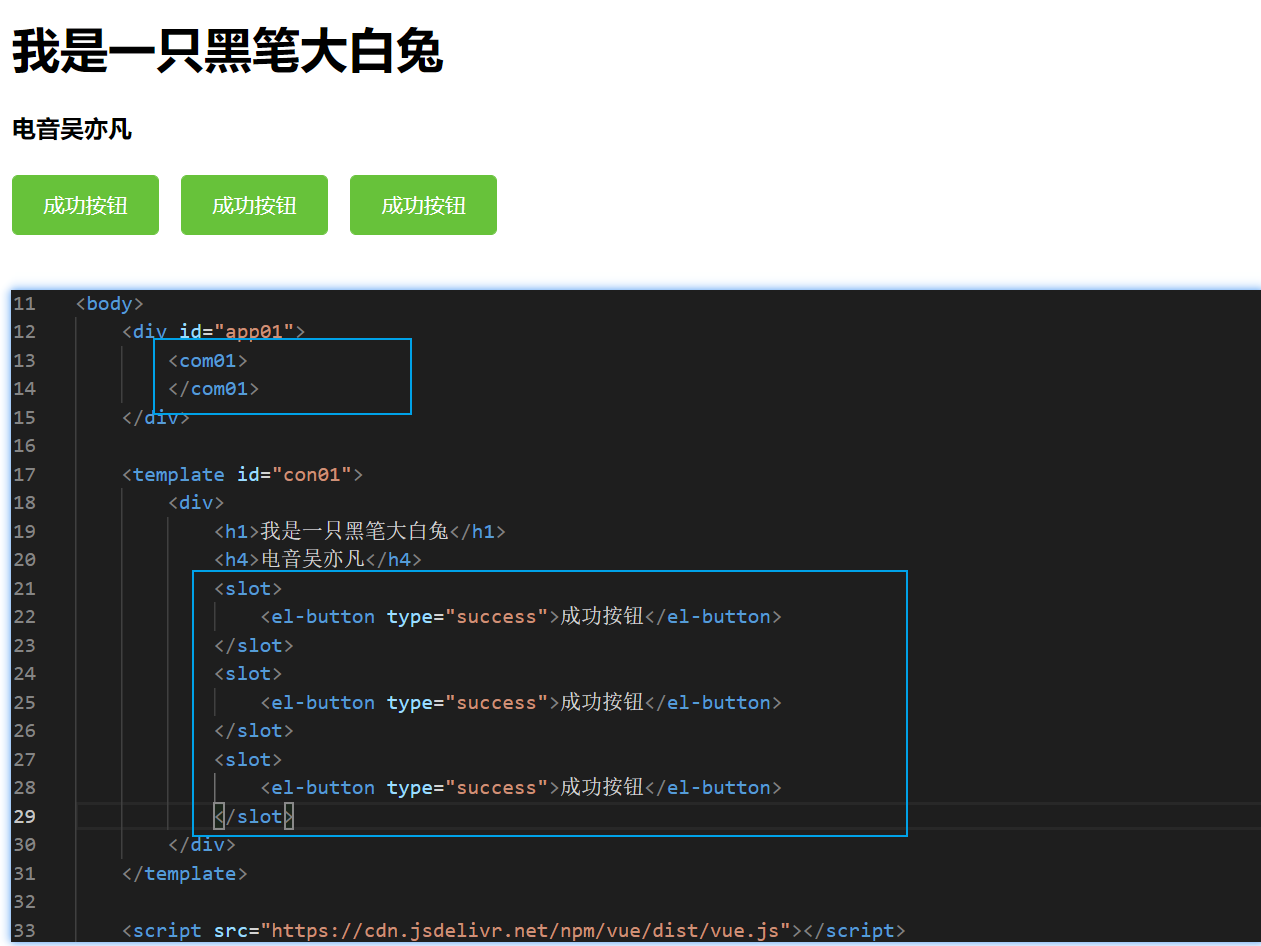 我是一只黑笔大白兔
电音吴亦凡
成功按钮 成功按钮 成功按钮
11 <body>
12 <div id="app01">
13 <com01>
14 </com01>
15 </div>
16
17 <template id="con01">
18 <div>
19 <h1>我是一只黑笔大白兔</h1>
20 <h4>电音吴亦凡</h4>
21 <slot>
22 <el-button type="success">成功按钮</el-button>
23 </slot>
24 <slot>
25 <el-button type="success">成功按钮</el-button>
26 </slot>
27 <slot>
28 <el-button type="success">成功按钮</el-button>
29 </slot>
30 </div>
31 </template>
32
33 <script src="https://cdn.jsdelivr.net/npm/vue/dist/vue.js"></script>